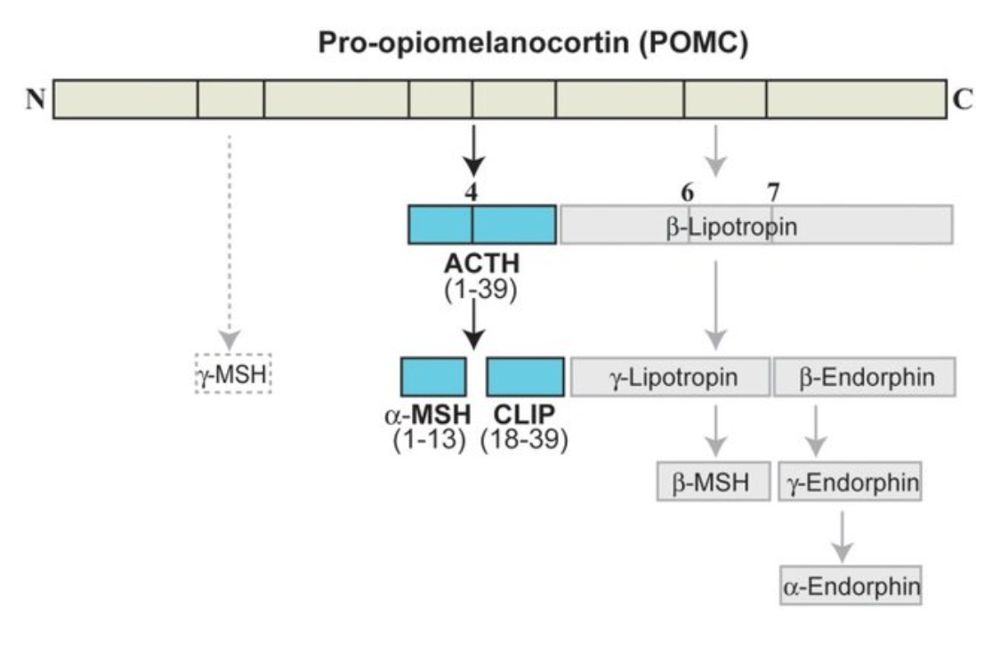 Pro-opiomelanocortin (POMC)
N
C
4
6
7
β-Lipotropin
ACTH
(1-39)
γ-MSH
γ-Lipotropin
β-Endorphin
α-MSH
(1-13)
CLIP
(18-39)
β-MSH
γ-Endorphin
α-Endorphin